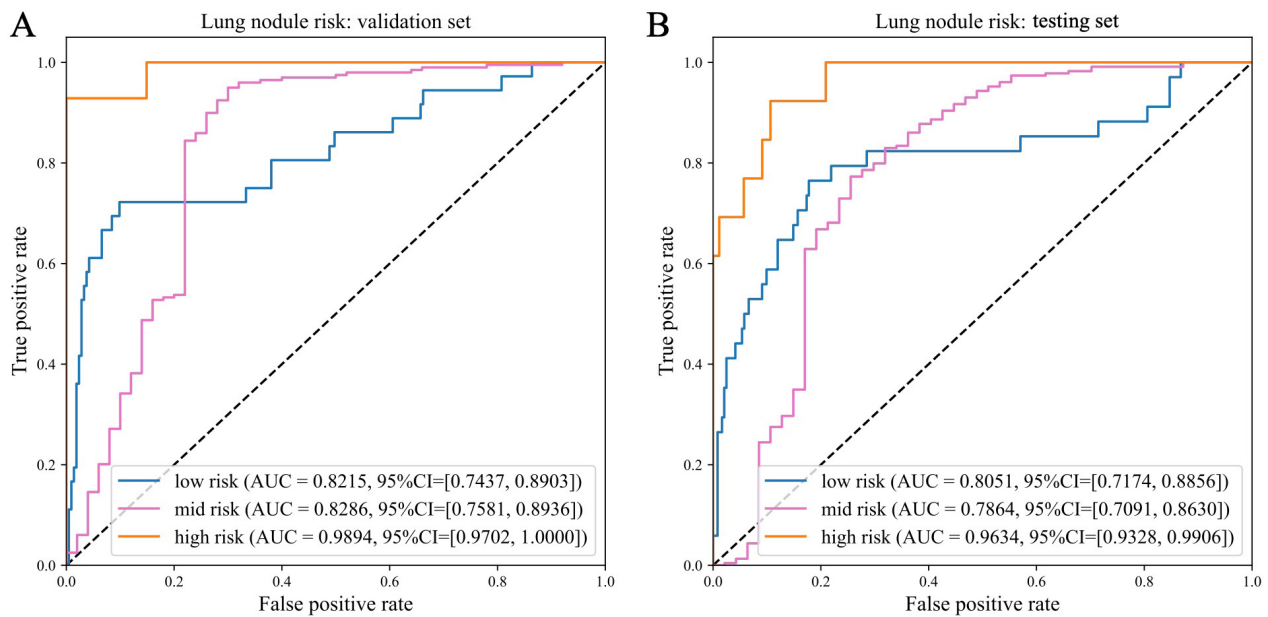 A
Lung nodule risk: validation set
1.0
0.8
0.6
0.4
0.2
0.0
True positive rate
low risk (AUC = 0.8215, 95%CI=[0.7437, 0.8903])
mid risk (AUC = 0.8286, 95%CI=[0.7581, 0.8936])
high risk (AUC = 0.9894, 95%CI=[0.9702, 1.0000])
0.0 0.2 0.4 0.6 0.8 1.0
False positive rate
B
Lung nodule risk: testing set
1.0
0.8
0.6
0.4
0.2
0.0
True positive rate
low risk (AUC = 0.8051, 95%CI=[0.7174, 0.8856])
mid risk (AUC = 0.7864, 95%CI=[0.7091, 0.8630])
high risk (AUC = 0.9634, 95%CI=[0.9328, 0.9906])
0.0 0.2 0.4 0.6 0.8 1.0
False positive rate